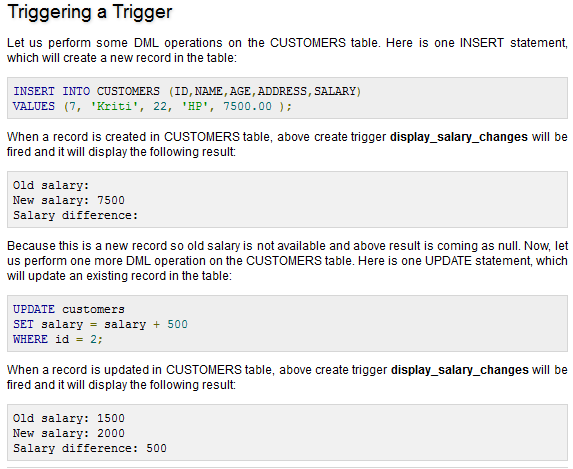 Triggering a Trigger
Let us perform some DML operations on the CUSTOMERS table. Here is one INSERT statement,
which will create a new record in the table:
INSERT INTO CUSTOMERS (ID,NAME,AGE,ADDRESS,SALARY)
VALUES (7, 'Kriti', 22, 'HP', 7500.00 );
When a record is created in CUSTOMERS table, above create trigger display_salary_changes will be
fired and it will display the following result:
Old salary:
New salary: 7500
Salary difference:
Because this is a new record so old salary is not available and above result is coming as null. Now, let
us perform one more DML operation on the CUSTOMERS table. Here is one UPDATE statement, which
will update an existing record in the table:
UPDATE customers
SET salary = salary + 500
WHERE id = 2;
When a record is updated in CUSTOMERS table, above create trigger display_salary_changes will be
fired and it will display the following result:
Old salary: 1500
New salary: 2000
Salary difference: 500